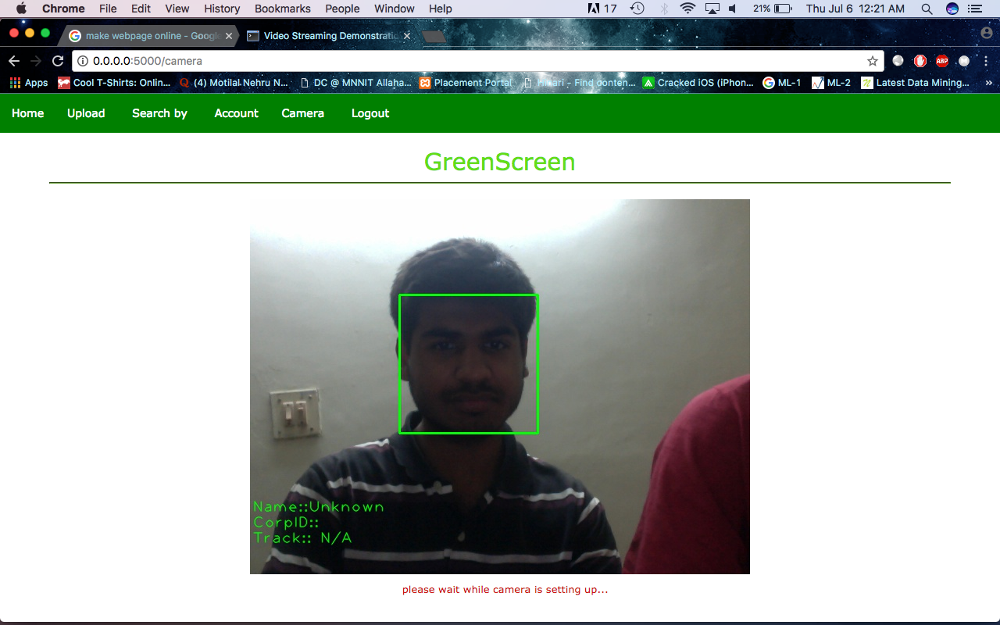 Chrome File Edit View History Bookmarks People Window Help 17 21% Thu Jul 6 12:21 AM
make webpage online - Googl Video Streaming Demonstratio
0.0.0.0:5000/camera
Apps Cool T-Shirts: Onlin... (4) Motilal Nehru N... DC @ MNNIT Allaha... Placement Portal - Find conten... Cracked iOS (iPhon... ML-1 ML-2 Latest Data Mining... »
Home Upload Search by Account Camera Logout
GreenScreen
Name::Unknown
CorpID::
Track:: N/A
please wait while camera is setting up...